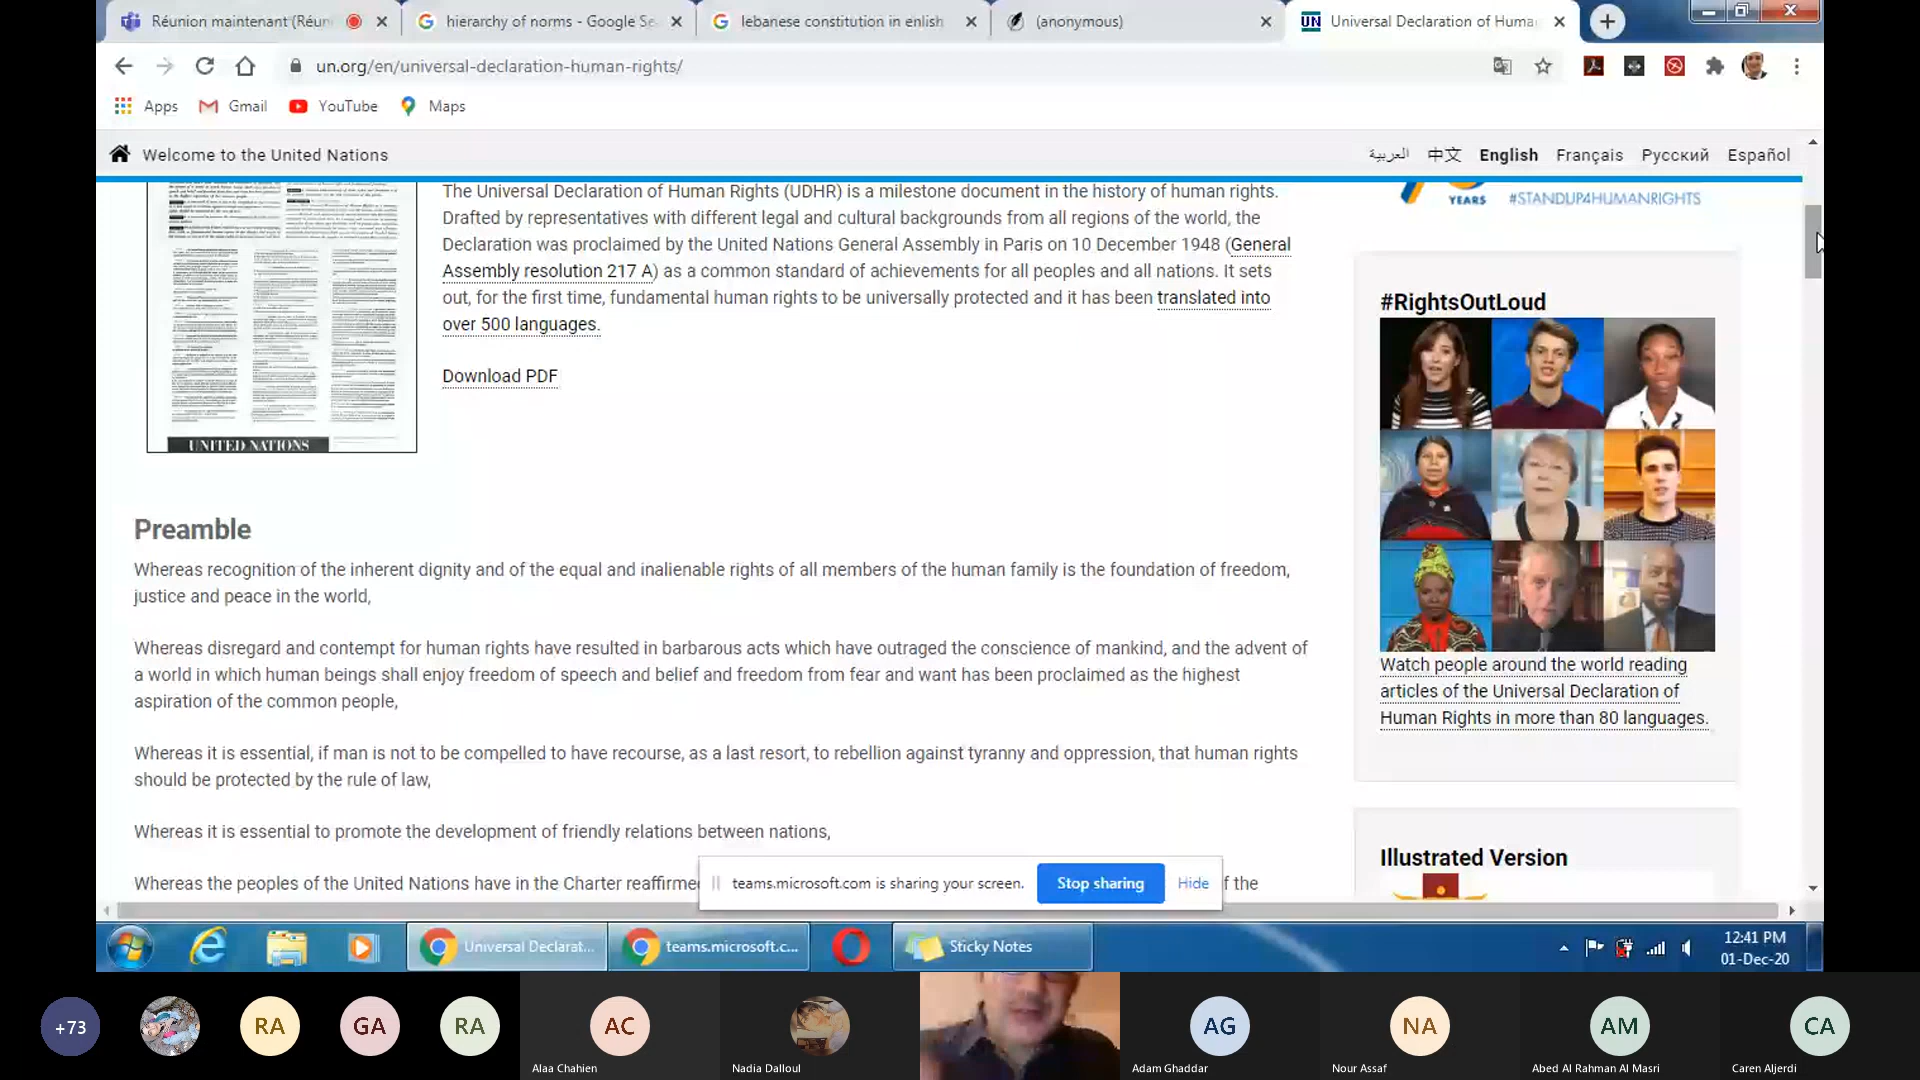 Réunion maintenant (Réun
hierarchy of norms - Google Se
lebanese constitution in enlish
(anonymous)
UN Universal Declaration of Huma
un.org/en/universal-declaration-human-rights/
Apps Gmail YouTube Maps
Welcome to the United Nations
العربية 中文 English Français Русский Español
The Universal Declaration of Human Rights (UDHR) is a milestone document in the history of human rights.
Drafted by representatives with different legal and cultural backgrounds from all regions of the world, the
Declaration was proclaimed by the United Nations General Assembly in Paris on 10 December 1948 (General
Assembly resolution 217 A) as a common standard of achievements for all peoples and all nations. It sets
out, for the first time, fundamental human rights to be universally protected and it has been translated into
over 500 languages.
Download PDF
UNITED NATIONS
Preamble
Whereas recognition of the inherent dignity and of the equal and inalienable rights of all members of the human family is the foundation of freedom,
justice and peace in the world,
Whereas disregard and contempt for human rights have resulted in barbarous acts which have outraged the conscience of mankind, and the advent of
a world in which human beings shall enjoy freedom of speech and belief and freedom from fear and want has been proclaimed as the highest
aspiration of the common people,
Whereas it is essential, if man is not to be compelled to have recourse, as a last resort, to rebellion against tyranny and oppression, that human rights
should be protected by the rule of law,
Whereas it is essential to promote the development of friendly relations between nations,
Whereas the peoples of the United Nations have in the Charter reaffirme
f the
YEARS #STANDUP4HUMANRIGHTS
#RightsOutLoud
Watch people around the world reading
articles of the Universal Declaration of
Human Rights in more than 80 languages.
Illustrated Version
teams.microsoft.com is sharing your screen. Stop sharing Hide
Universal Declarat...
teams.microsoft.c...
Sticky Notes
12:41 PM
01-Dec-20
+73
RA
GA
RA
AC
AG
NA
AM
CA
Alaa Chahien
Nadia Dalloul
Adam Ghaddar
Nour Assaf
Abed Al Rahman Al Masri
Caren Aljerdi